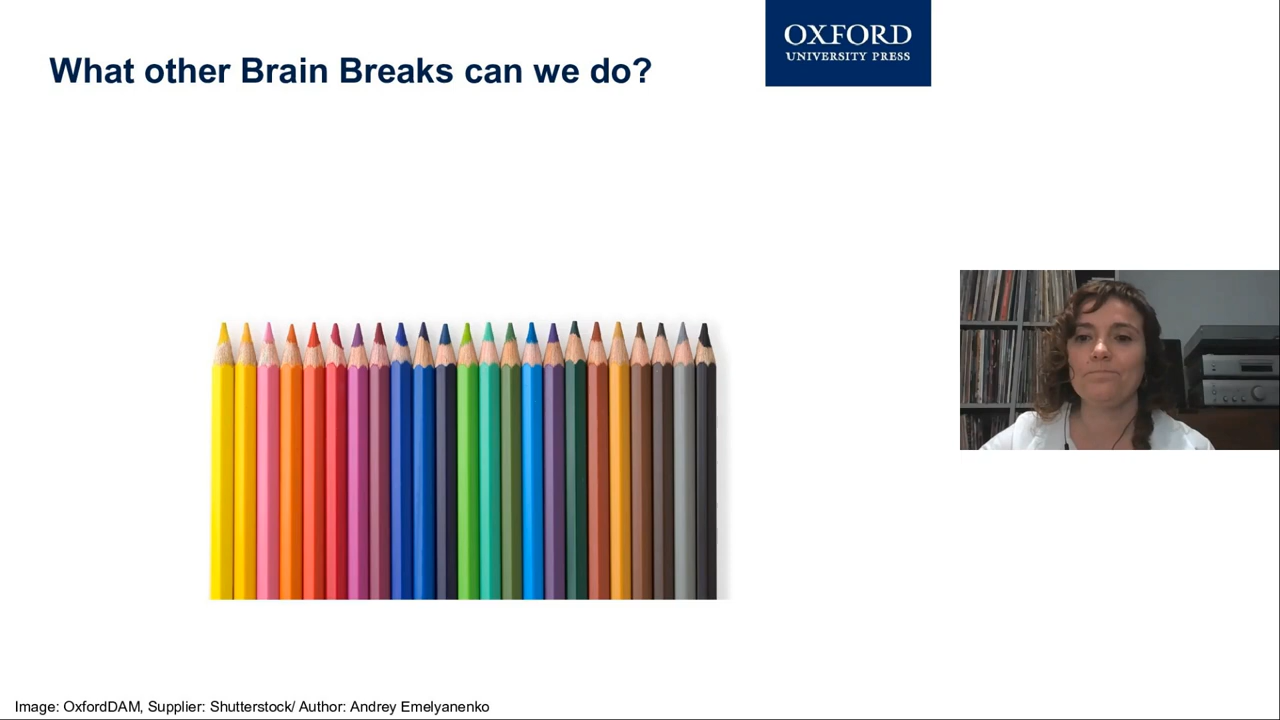 What other Brain Breaks can we do?
OXFORD
UNIVERSITY PRESS
Image: OxfordDAM, Supplier: Shutterstock/ Author: Andrey Emelyanenko